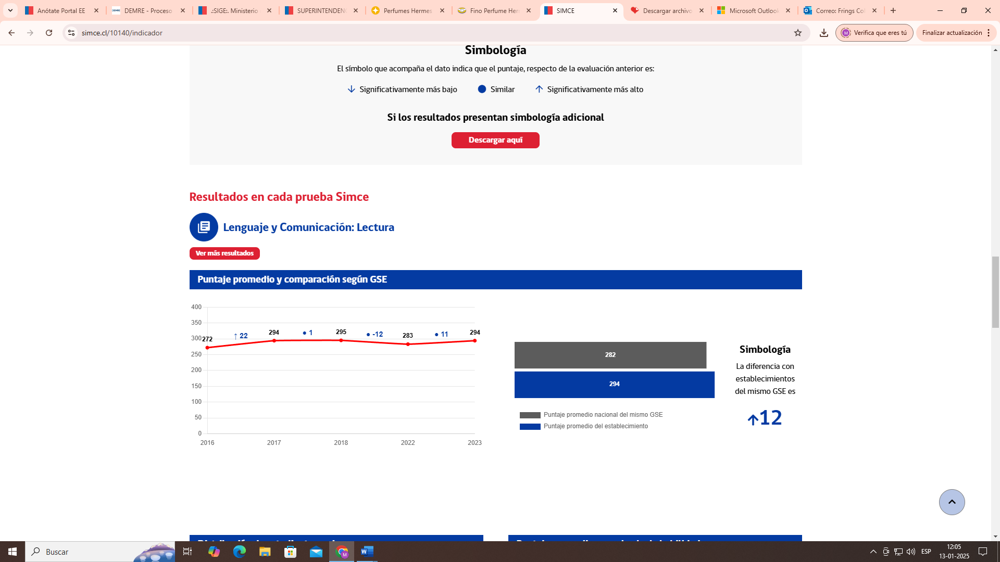 Anótate Portal EE
DEMRE - Proceso
.:SIGE:. Ministerio
SUPERINTENDEN
Perfumes Hermes
Fino Perfume Her
SIMCE
Descargar archivo
Microsoft Outlook
Correo: Frings Co
simce.cl/10140/indicador
Verifica que eres tú
Finalizar actualización
Simbología
El símbolo que acompaña el dato indica que el puntaje, respecto de la evaluación anterior es:
↓ Significativamente más bajo
● Similar
↑ Significativamente más alto
Si los resultados presentan simbología adicional
Descargar aquí
Resultados en cada prueba Simce
Lenguaje y Comunicación: Lectura
Ver más resultados
Puntaje promedio y comparación según GSE
400
350
300
250
200
150
100
50
0
272
↑ 22
294
● 1
295
● -12
283
● 11
294
2016
2017
2018
2022
2023
282
294
Puntaje promedio nacional del mismo GSE
Puntaje promedio del establecimiento
Simbología
La diferencia con
establecimientos
del mismo GSE es
↑12
Buscar
ESP
12:05
13-01-2025